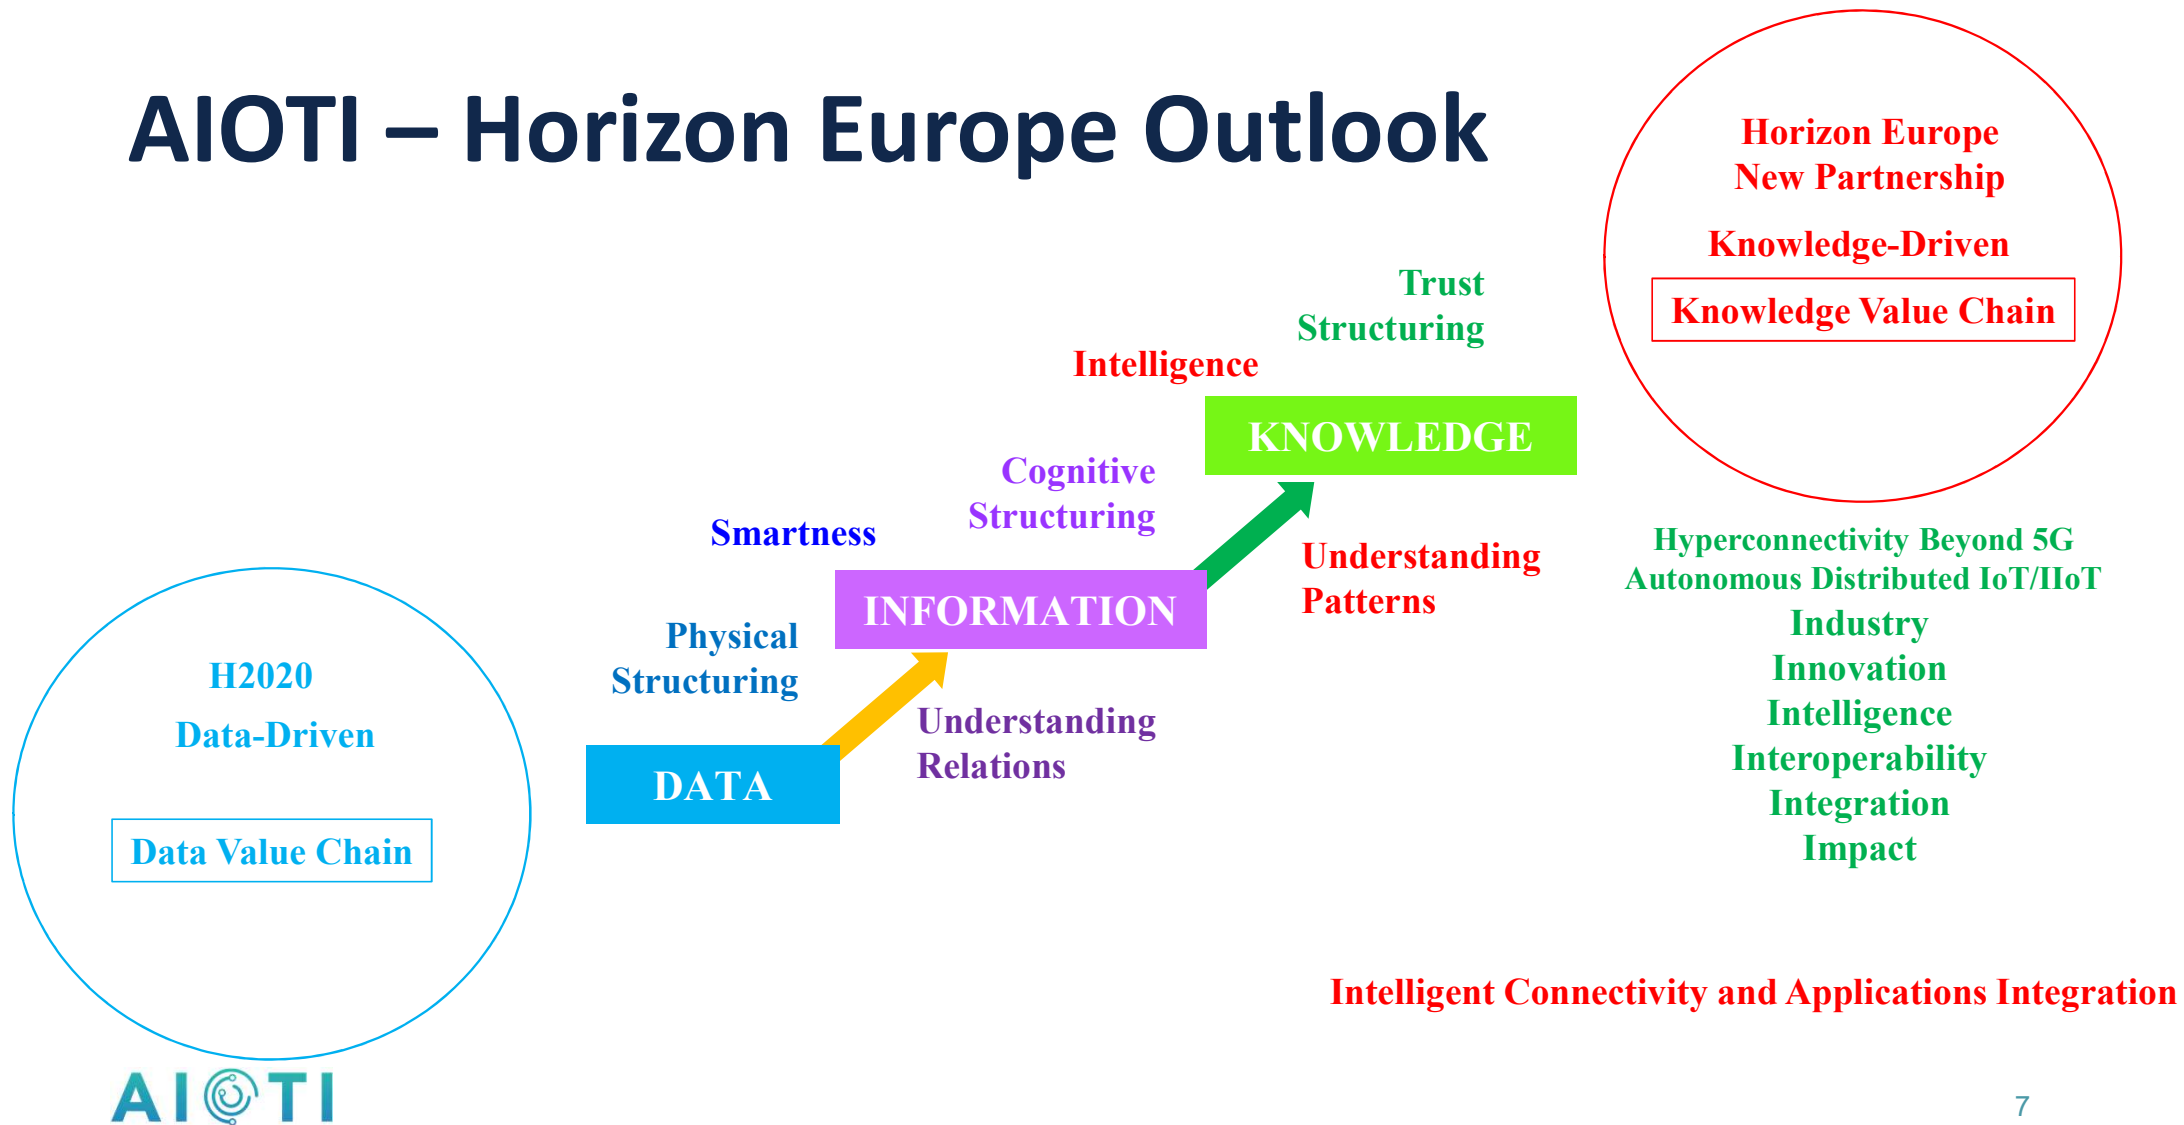 AIOTI – Horizon Europe Outlook
Horizon Europe
New Partnership
Knowledge-Driven
Knowledge Value Chain
Trust
Structuring
Intelligence
KNOWLEDGE
Cognitive
Structuring
Smartness
Understanding
Patterns
INFORMATION
Physical
Structuring
Understanding
Relations
DATA
H2020
Data-Driven
Data Value Chain
Hyperconnectivity Beyond 5G
Autonomous Distributed IoT/IIoT
Industry
Innovation
Intelligence
Interoperability
Integration
Impact
Intelligent Connectivity and Applications Integration
AIOTI
7